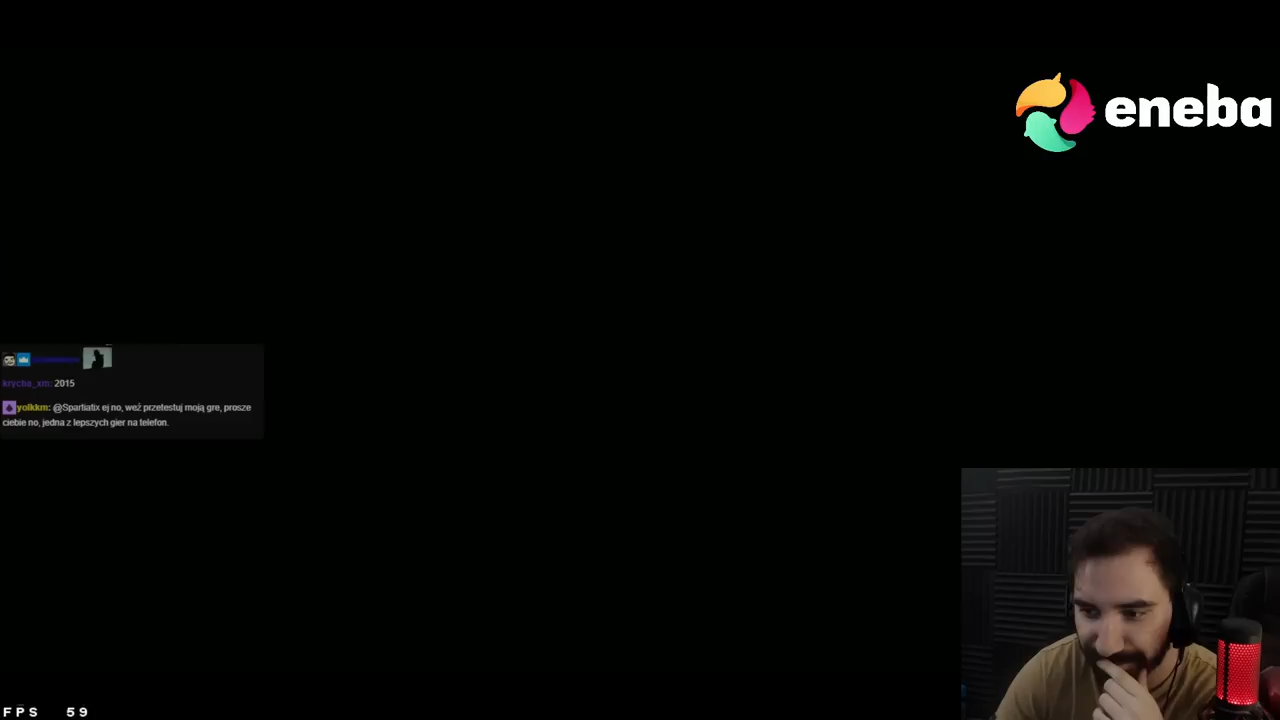 eneba
krycha_xm: 2015
yolkkm: @Spartiatix ej no, weź przetestuj moją gre, prosze
ciebie no, jedna z lepszych gier na telefon.
FPS 59